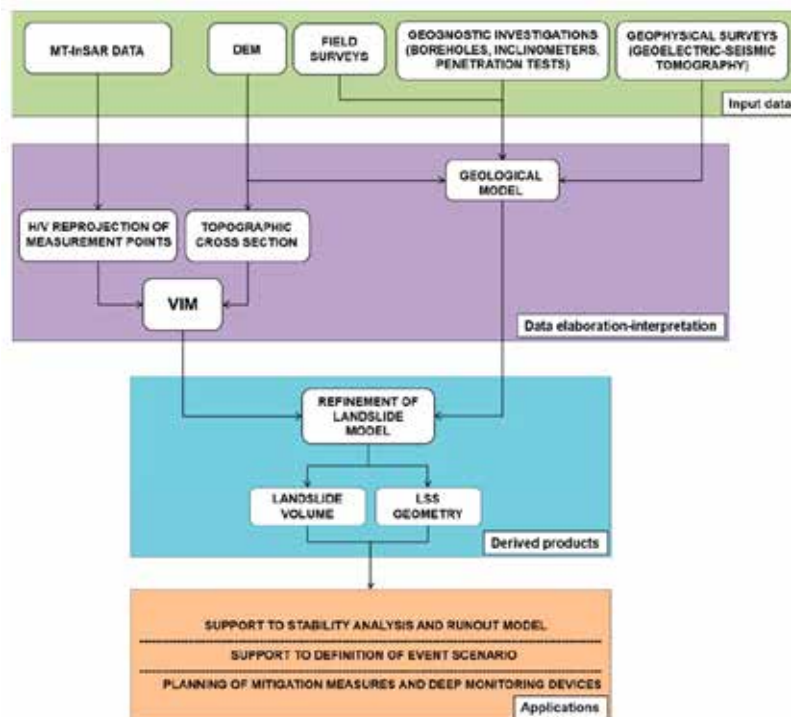 MT-InSAR DATA
DEM
FIELD
SURVEYS
GEOGNOSTIC INVESTIGATIONS
(BOREHOLES, INCLINOMETERS,
PENETRATION TESTS)
GEOPHYSICAL SURVEYS
(GEOELECTRIC-SEISMIC
TOMOGRAPHY)
Input data
GEOLOGICAL
MODEL
H/V REPROJECTION OF
MEASUREMENT POINTS
TOPOGRAPHIC
CROSS SECTION
VIM
Data elaboration-interpretation
REFINEMENT OF
LANDSLIDE
MODEL
LANDSLIDE
VOLUME
LSS
GEOMETRY
Derived products
SUPPORT TO STABILITY ANALYSIS AND RUNOUT MODEL
SUPPORT TO DEFINITION OF EVENT SCENARIO
PLANNING OF MITIGATION MEASURES AND DEEP MONITORING DEVICES
Applications